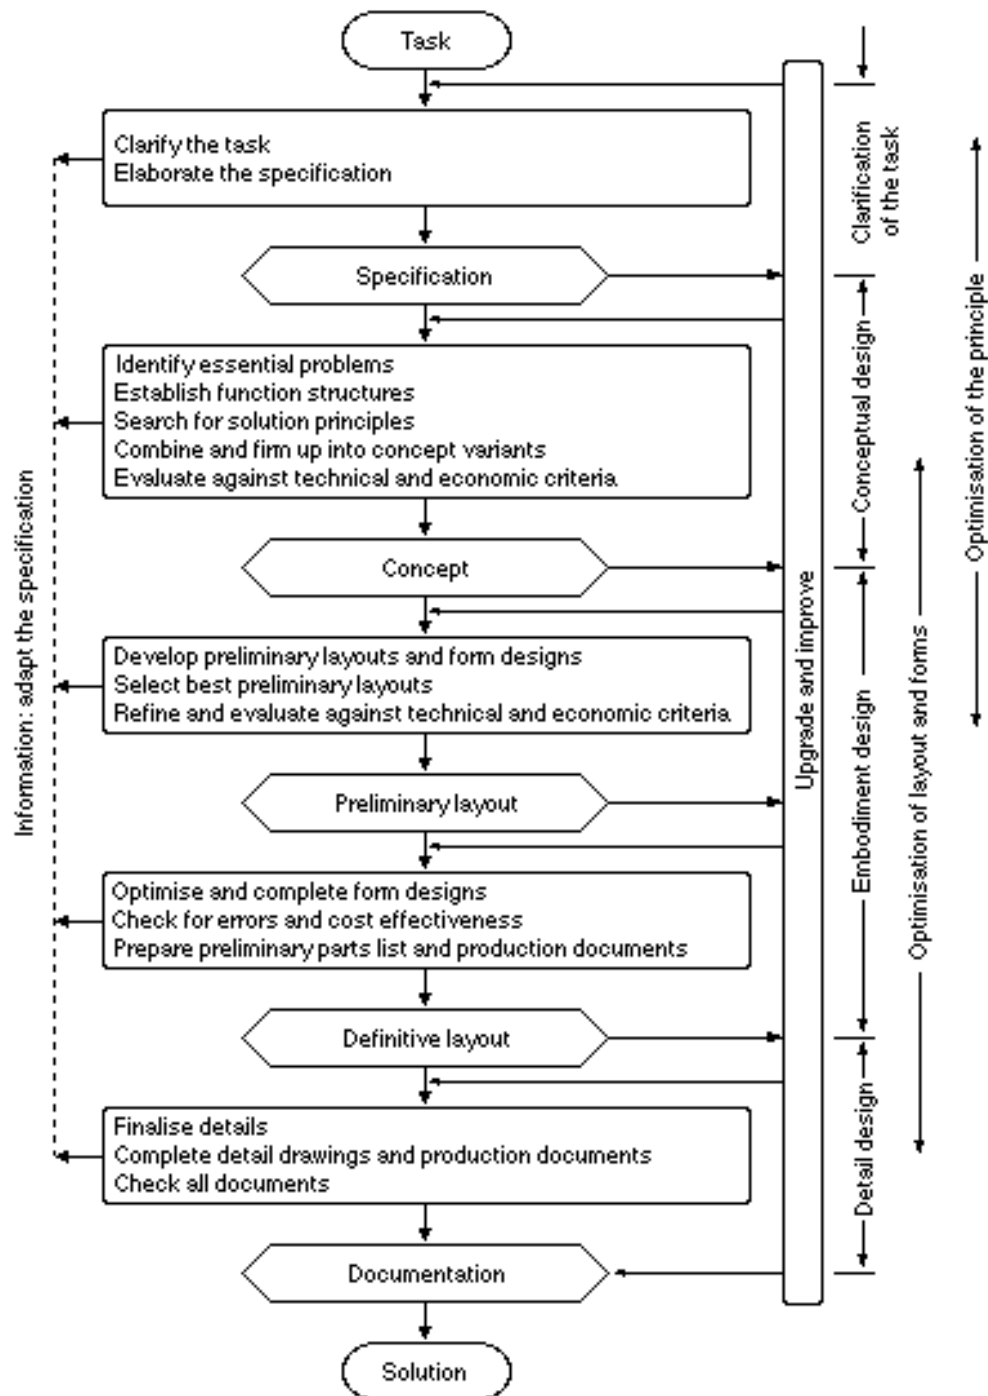 Task
Clarify the task
Elaborate the specification
Specification
Identify essential problems
Establish function structures
Search for solution principles
Combine and firm up into concept variants
Evaluate against technical and economic criteria
Concept
Develop preliminary layouts and form designs
Select best preliminary layouts
Refine and evaluate against technical and economic criteria
Preliminary layout
Optimise and complete form designs
Check for errors and cost effectiveness
Prepare preliminary parts list and production documents
Definitive layout
Finalise details
Complete detail drawings and production documents
Check all documents
Documentation
Solution
Information: adapt the specification
Upgrade and improve
Clarification
of the task
Conceptual design
Embodiment design
Detail design
Optimisation of layout and forms
Optimisation of the principle